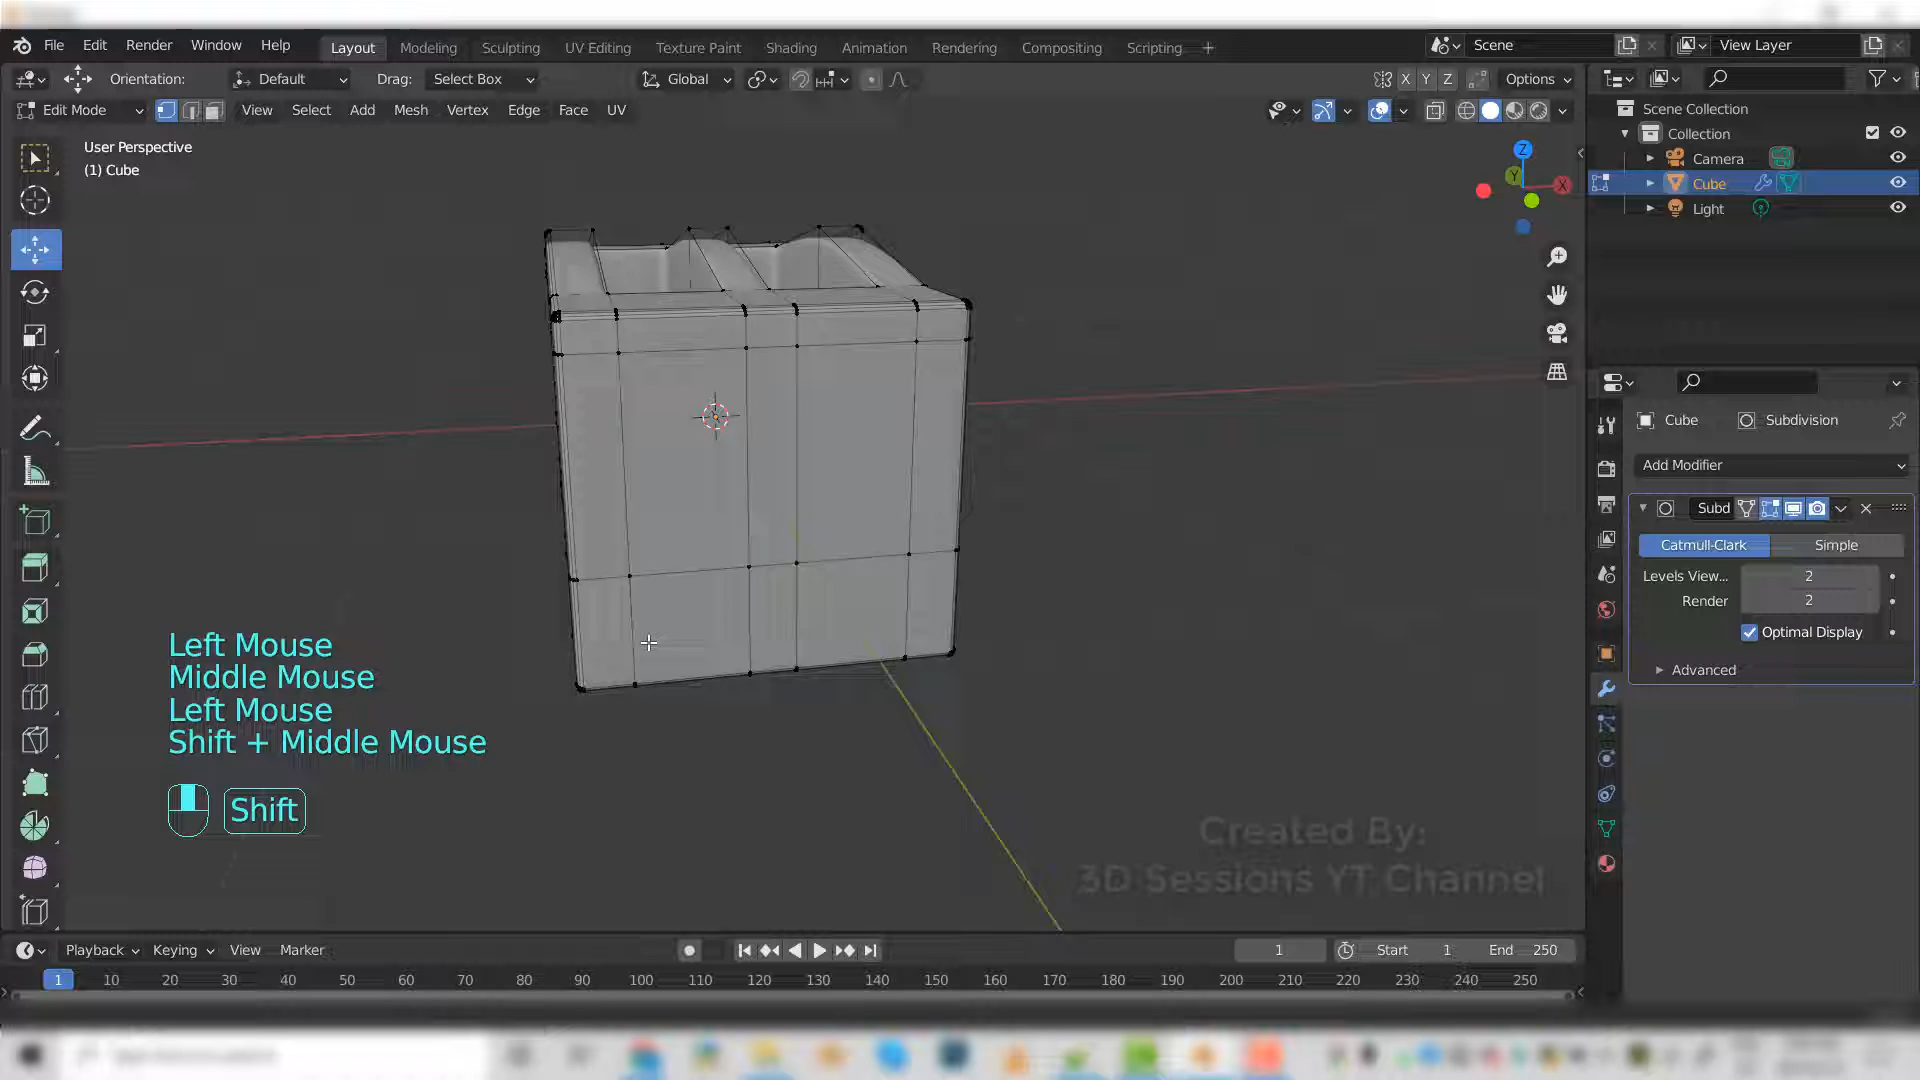 File Edit Render Window Help Layout Modeling Sculpting UV Editing Texture Paint Shading Animation Rendering Compositing Scripting Scene View Layer
Orientation: Default Drag: Select Box Global X Y Z Options
Edit Mode View Select Add Mesh Vertex Edge Face UV
User Perspective
(1) Cube
Z
Y
X
Scene Collection
Collection
Camera
Cube
Light
Cube Subdivision
Add Modifier
Subd
Catmull-Clark Simple
Levels View... 2
Render 2
Optimal Display
Advanced
Left Mouse
Middle Mouse
Left Mouse
Shift + Middle Mouse
Shift
Created By:
3D Sessions YT Channel
Playback Keying View Marker 1 Start 1 End 250
1 10 20 30 40 50 60 70 80 90 100 110 120 130 140 150 160 170 180 190 200 210 220 230 240 250